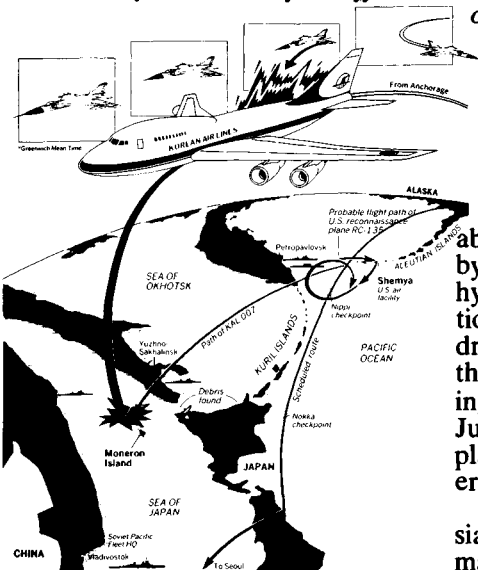 *Greenwich Mean Time
KOREAN AIR LINES
From Anchorage
ALASKA
Probable flight path of
U.S. reconnaissance
plane RC-135
ALEUTIAN ISLANDS
Petropavlovsk
Shemya
U.S. air
facility
SEA OF
OKHOTSK
Nippi
checkpoint
Path of KAL 007
KURIL ISLANDS
PACIFIC
OCEAN
Yuzhno
Sakhalinsk
Scheduled route
Debris
found
Nokka
checkpoint
Moneron
Island
JAPAN
SEA OF
JAPAN
Soviet Pacific
Fleet HQ
Vladivostok
CHINA
To Seoul
ab
by
hy
tio
dr
th
in
Ju
pla
er
sia
ma